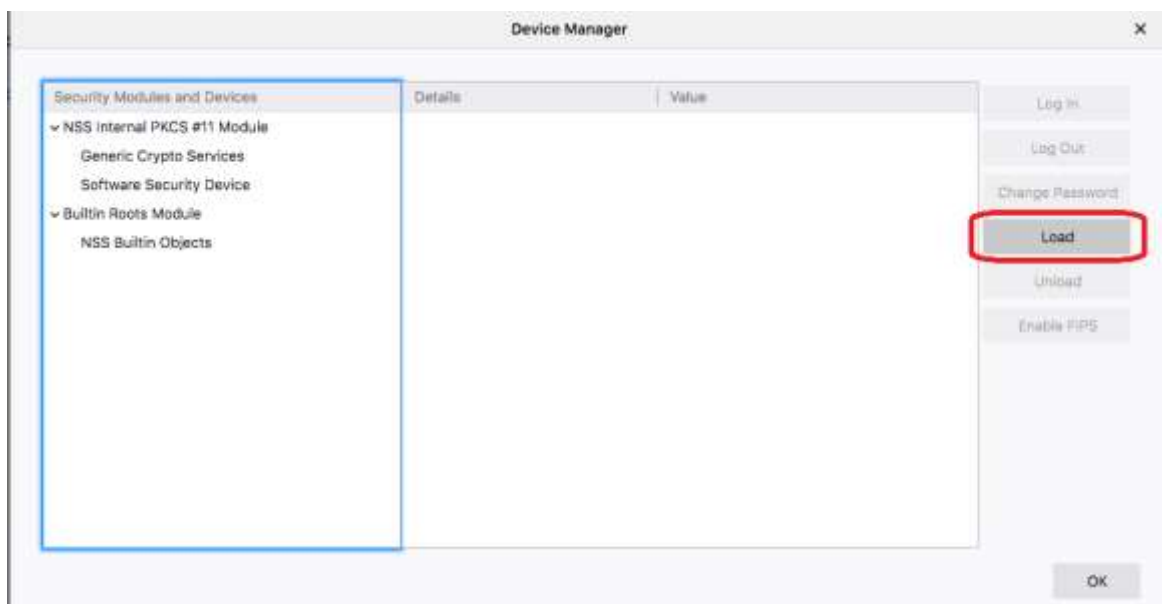 Device Manager
×
Security Modules and Devices
Details
Value
NSS Internal PKCS #11 Module
Generic Crypto Services
Software Security Device
Builtin Roots Module
NSS Builtin Objects
Log In
Log Out
Change Password
Load
Unload
Enable FIPS
OK